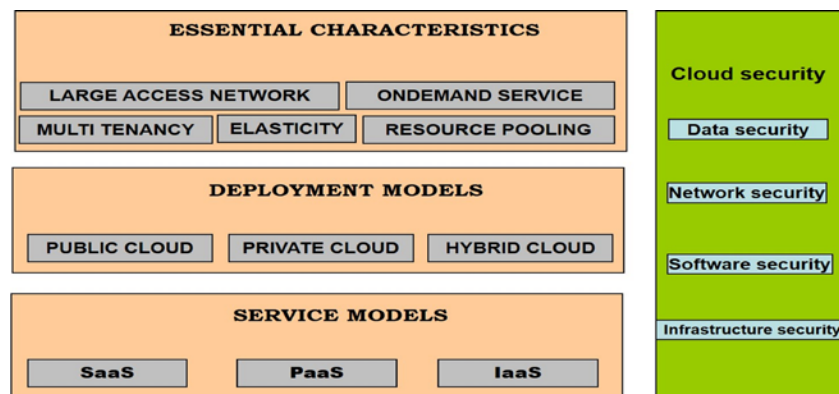 ESSENTIAL CHARACTERISTICS
LARGE ACCESS NETWORK
ONDEMAND SERVICE
MULTI TENANCY
ELASTICITY
RESOURCE POOLING
DEPLOYMENT MODELS
PUBLIC CLOUD
PRIVATE CLOUD
HYBRID CLOUD
SERVICE MODELS
SaaS
PaaS
IaaS
Cloud security
Data security
Network security
Software security
Infrastructure security